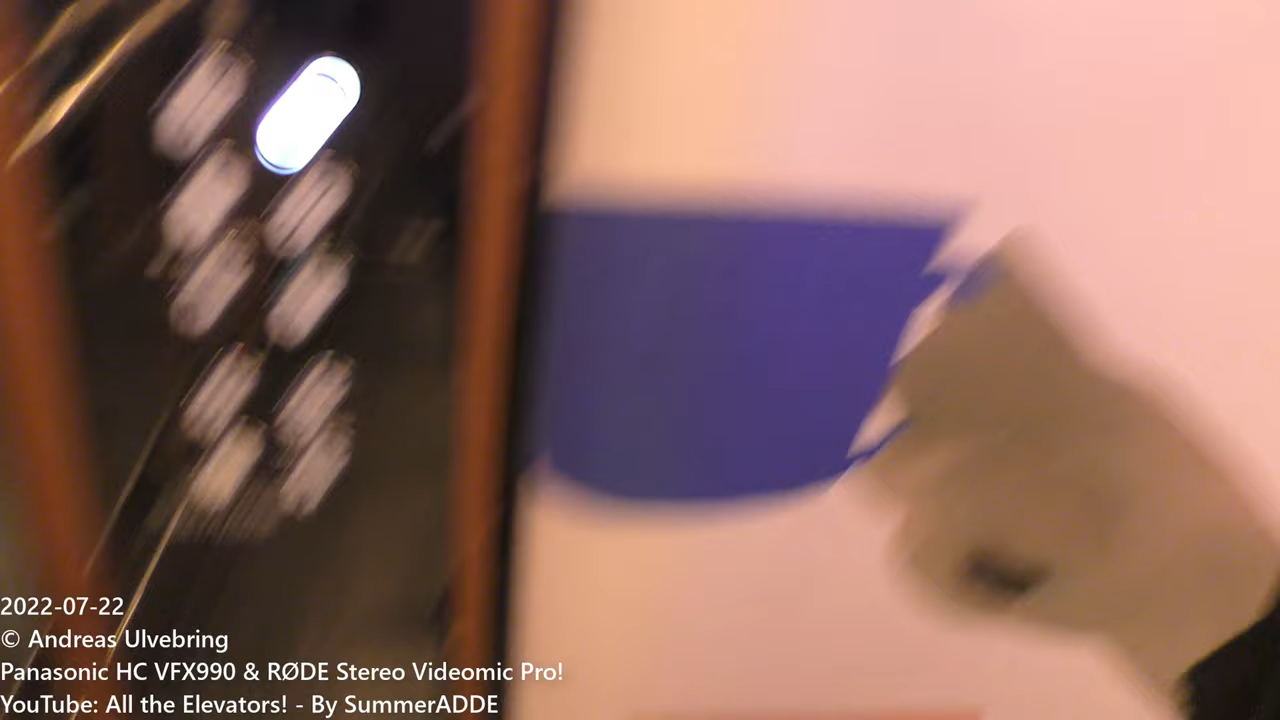 2022-07-22
© Andreas Ulvebring
Panasonic HC VFX990 & RØDE Stereo Videomic Pro!
YouTube: All the Elevators! - By SummerADDE